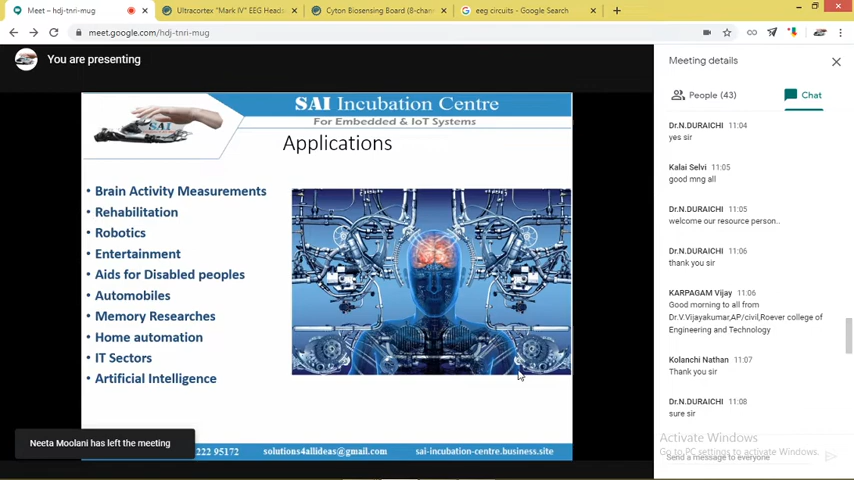 Meet – hdj-tnri-mug
Ultracortex "Mark IV" EEG Heads
Cyton Biosensing Board (8-chan
eeg circuits - Google Search
meet.google.com/hdj-tnri-mug
You are presenting
SAI
SAI Incubation Centre
For Embedded & IoT Systems
Applications
• Brain Activity Measurements
• Rehabilitation
• Robotics
• Entertainment
• Aids for Disabled peoples
• Automobiles
• Memory Researches
• Home automation
• IT Sectors
• Artificial Intelligence
Neeta Moolani has left the meeting
222 95172 solutions4allideas@gmail.com sai-incubation-centre.business.site
Meeting details
People (43) Chat
Dr.N.DURAICHI 11:04
yes sir
Kalai Selvi 11:05
good mng all
Dr.N.DURAICHI 11:05
welcome our resource person..
Dr.N.DURAICHI 11:06
thank you sir
KARPAGAM Vijay 11:06
Good morning to all from
Dr.V.Vijayakumar,AP/civil,Roever college of
Engineering and Technology
Kolanchi Nathan 11:07
Thank you sir
Dr.N.DURAICHI 11:08
sure sir
Activate Windows
Go to PC settings to activate Windows.
Send a message to everyone